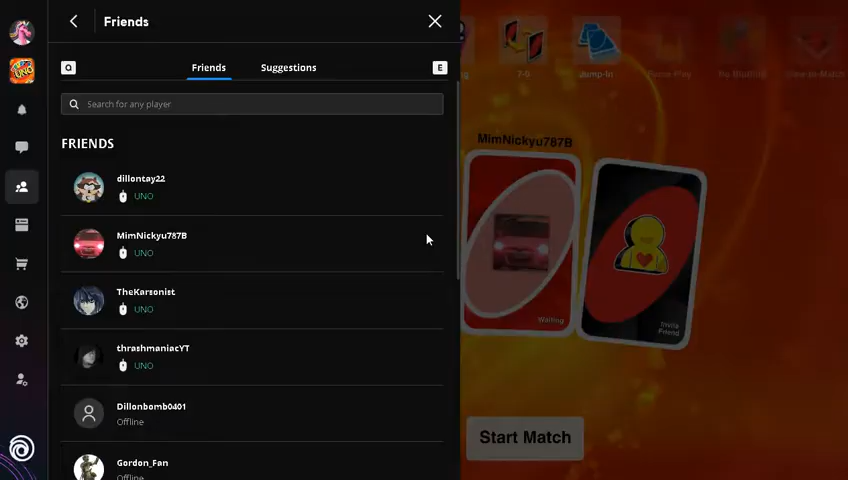 Friends
Q
Friends
Suggestions
E
Search for any player
FRIENDS
dillontay22
UNO
MimNickyu787B
UNO
TheKarsonist
UNO
thrashmaniacYT
UNO
Dillonbomb0401
Offline
Gordon_Fan
Offline
UNO
7-0
Jump-In
MimNickyu787B
Waiting
Invite
Friend
Start Match